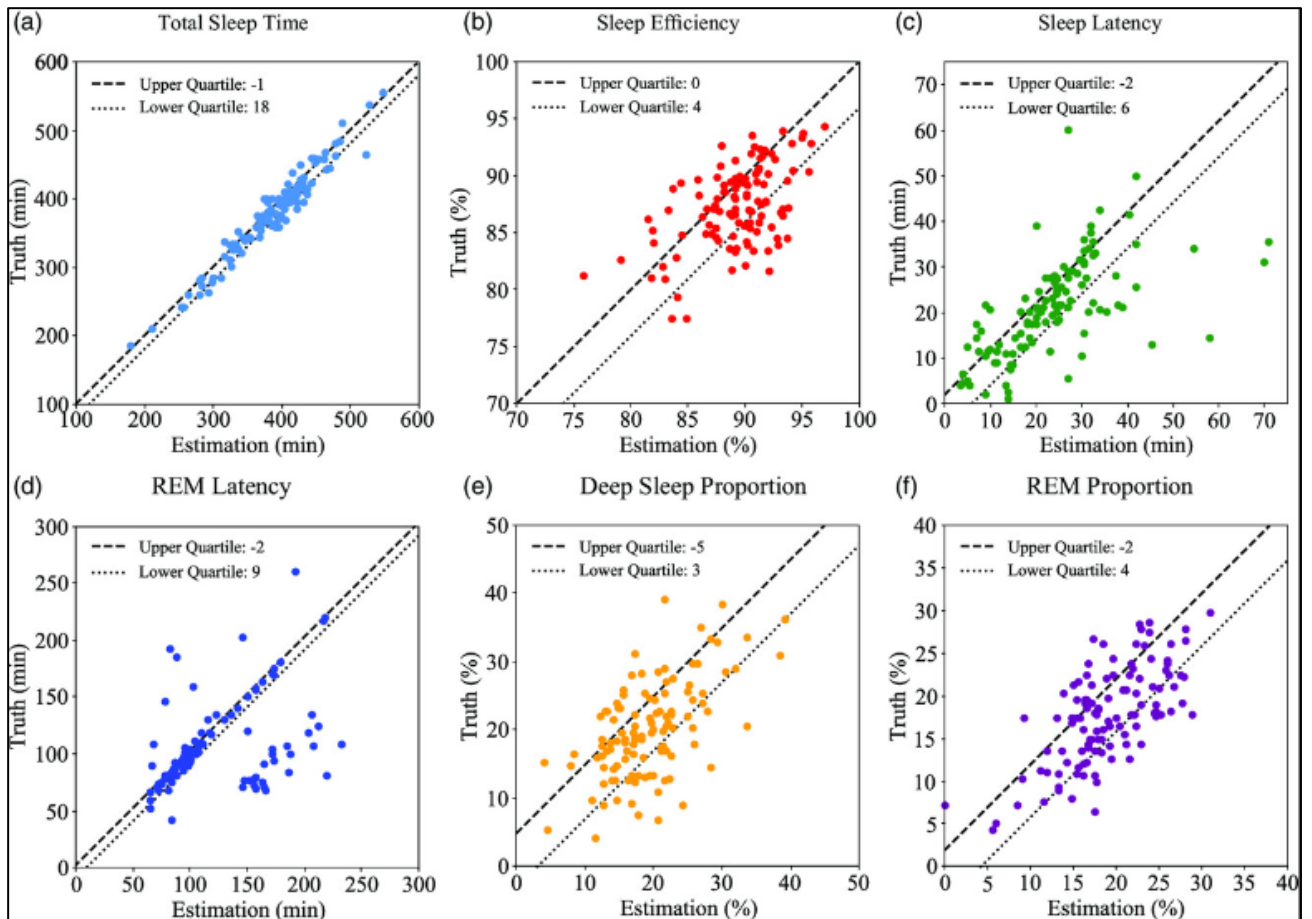 (a) Total Sleep Time
Upper Quartile: -1
Lower Quartile: 18
600
500
400
300
200
100
Truth (min)
100 200 300 400 500 600
Estimation (min)
(b) Sleep Efficiency
Upper Quartile: 0
Lower Quartile: 4
100
95
90
85
80
75
70
Truth (%)
70 75 80 85 90 95 100
Estimation (%)
(c) Sleep Latency
Upper Quartile: -2
Lower Quartile: 6
70
60
50
40
30
20
10
0
Truth (min)
0 10 20 30 40 50 60 70
Estimation (min)
(d) REM Latency
Upper Quartile: -2
Lower Quartile: 9
300
250
200
150
100
50
0
Truth (min)
0 50 100 150 200 250 300
Estimation (min)
(e) Deep Sleep Proportion
Upper Quartile: -5
Lower Quartile: 3
50
40
30
20
10
0
Truth (%)
0 10 20 30 40 50
Estimation (%)
(f) REM Proportion
Upper Quartile: -2
Lower Quartile: 4
40
35
30
25
20
15
10
5
0
Truth (%)
0 5 10 15 20 25 30 35 40
Estimation (%)